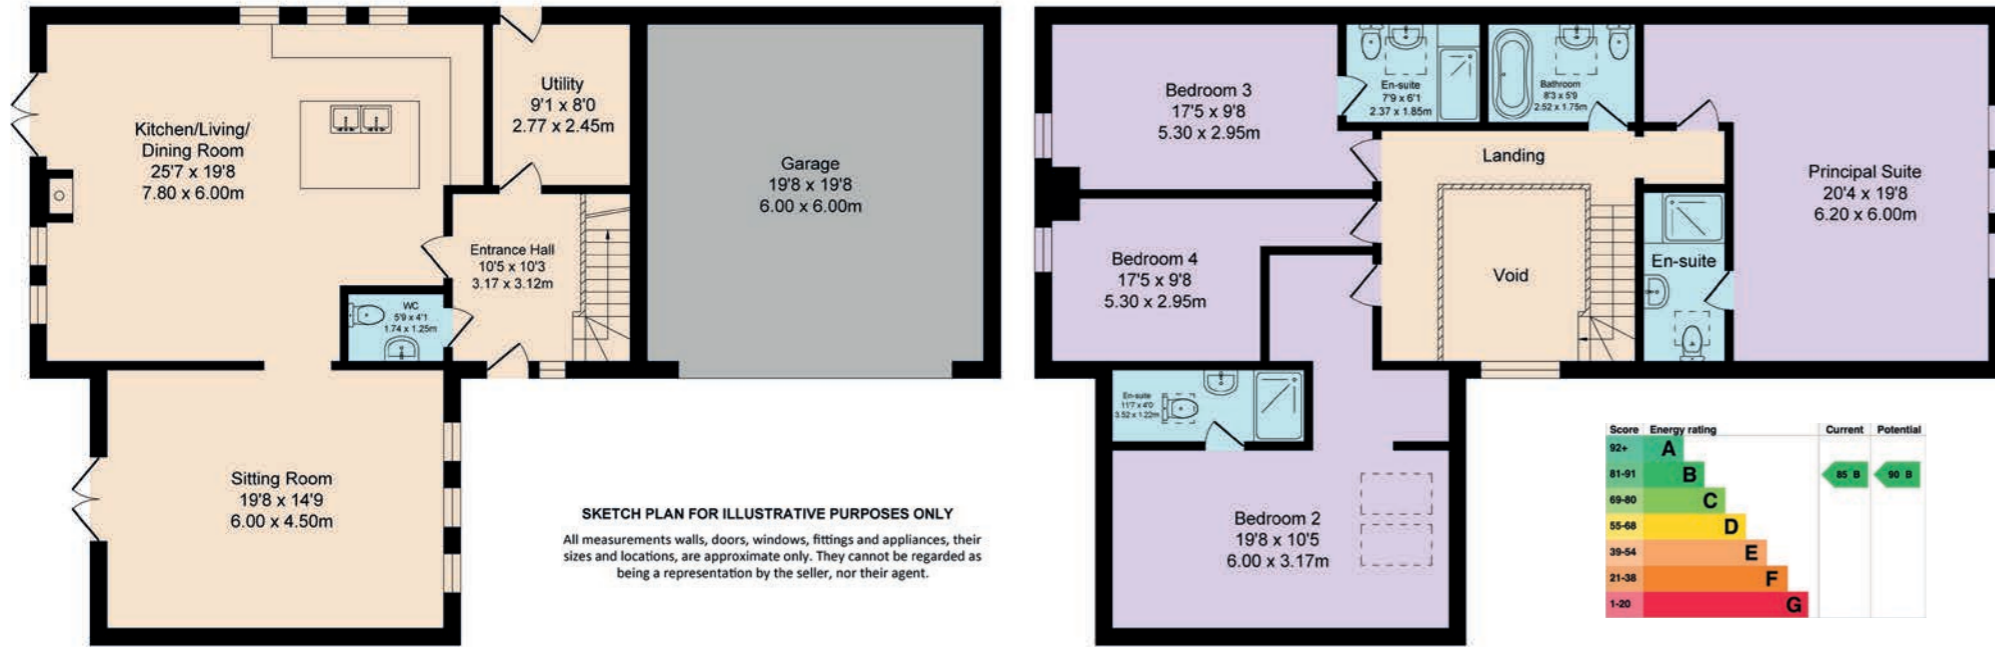 Kitchen/Living/
Dining Room
25'7 x 19'8
7.80 x 6.00m
Utility
9'1 x 8'0
2.77 x 2.45m
Garage
19'8 x 19'8
6.00 x 6.00m
Entrance Hall
10'5 x 10'3
3.17 x 3.12m
WC
5'9 x 4'1
1.74 x 1.25m
Sitting Room
19'8 x 14'9
6.00 x 4.50m
SKETCH PLAN FOR ILLUSTRATIVE PURPOSES ONLY
All measurements walls, doors, windows, fittings and appliances, their
sizes and locations, are approximate only. They cannot be regarded as
being a representation by the seller, nor their agent.
Bedroom 3
17'5 x 9'8
5.30 x 2.95m
En-suite
7'9 x 6'1
2.37 x 1.85m
Bathroom
8'3 x 5'9
2.52 x 1.75m
Landing
Principal Suite
20'4 x 19'8
6.20 x 6.00m
Bedroom 4
17'5 x 9'8
5.30 x 2.95m
Void
En-suite
En-suite
11'7 x 4'0
3.52 x 1.22m
Bedroom 2
19'8 x 10'5
6.00 x 3.17m
Score Energy rating Current Potential
92+ A
81-91 B 85 B 90 B
69-80 C
55-68 D
39-54 E
21-38 F
1-20 G